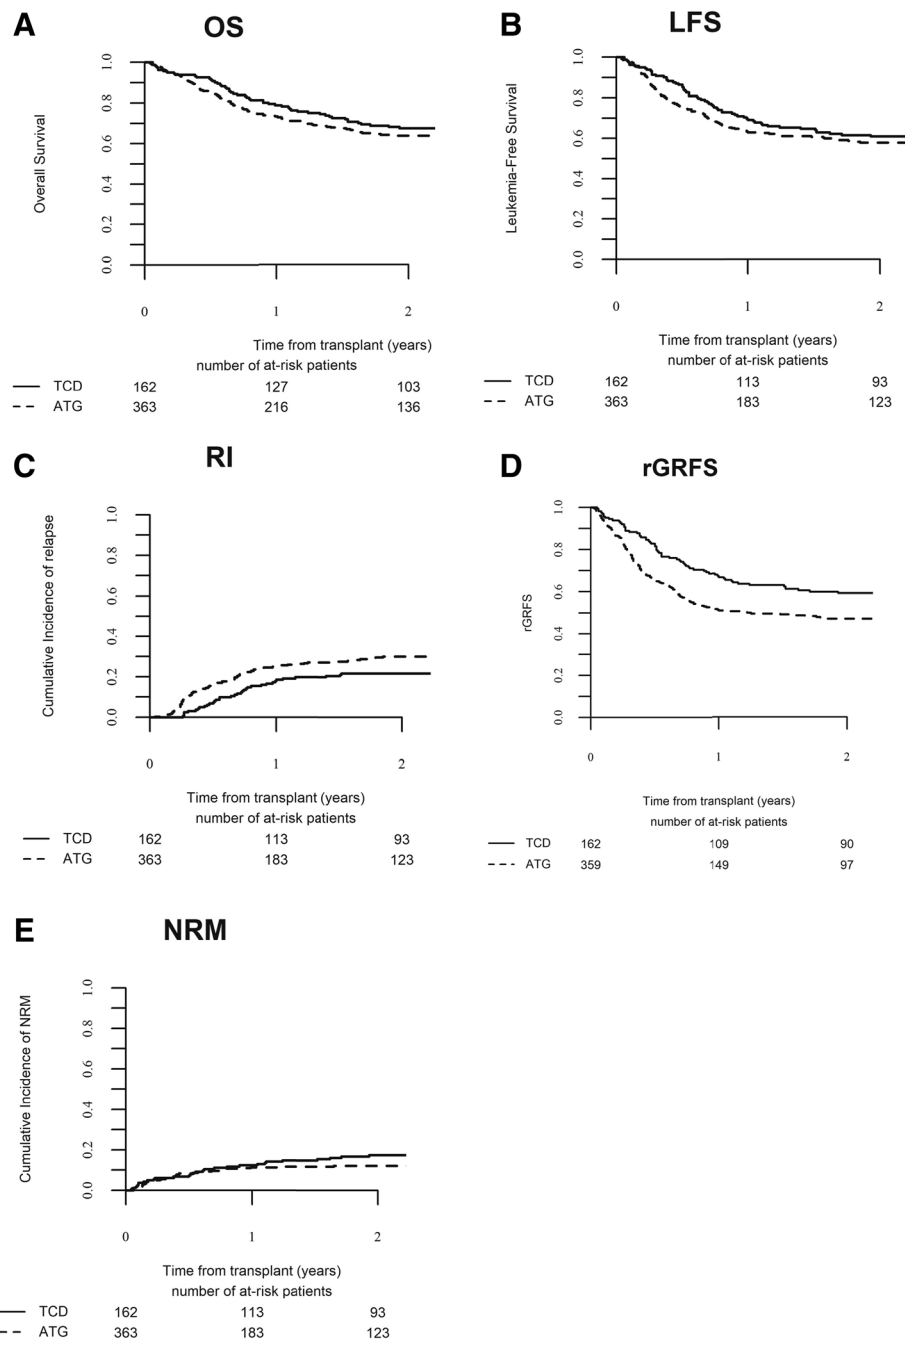 A OS
Overall Survival
1.0
0.8
0.6
0.4
0.2
0.0
0 1 2
Time from transplant (years)
number of at-risk patients
TCD 162 127 103
ATG 363 216 136
B LFS
Leukemia-Free Survival
1.0
0.8
0.6
0.4
0.2
0.0
0 1 2
Time from transplant (years)
number of at-risk patients
TCD 162 113 93
ATG 363 183 123
C RI
Cumulative Incidence of relapse
1.0
0.8
0.6
0.4
0.2
0.0
0 1 2
Time from transplant (years)
number of at-risk patients
TCD 162 113 93
ATG 363 183 123
D rGRFS
rGRFS
1.0
0.8
0.6
0.4
0.2
0.0
0 1 2
Time from transplant (years)
number of at-risk patients
TCD 162 109 90
ATG 359 149 97
E NRM
Cumulative Incidence of NRM
1.0
0.8
0.6
0.4
0.2
0.0
0 1 2
Time from transplant (years)
number of at-risk patients
TCD 162 113 93
ATG 363 183 123